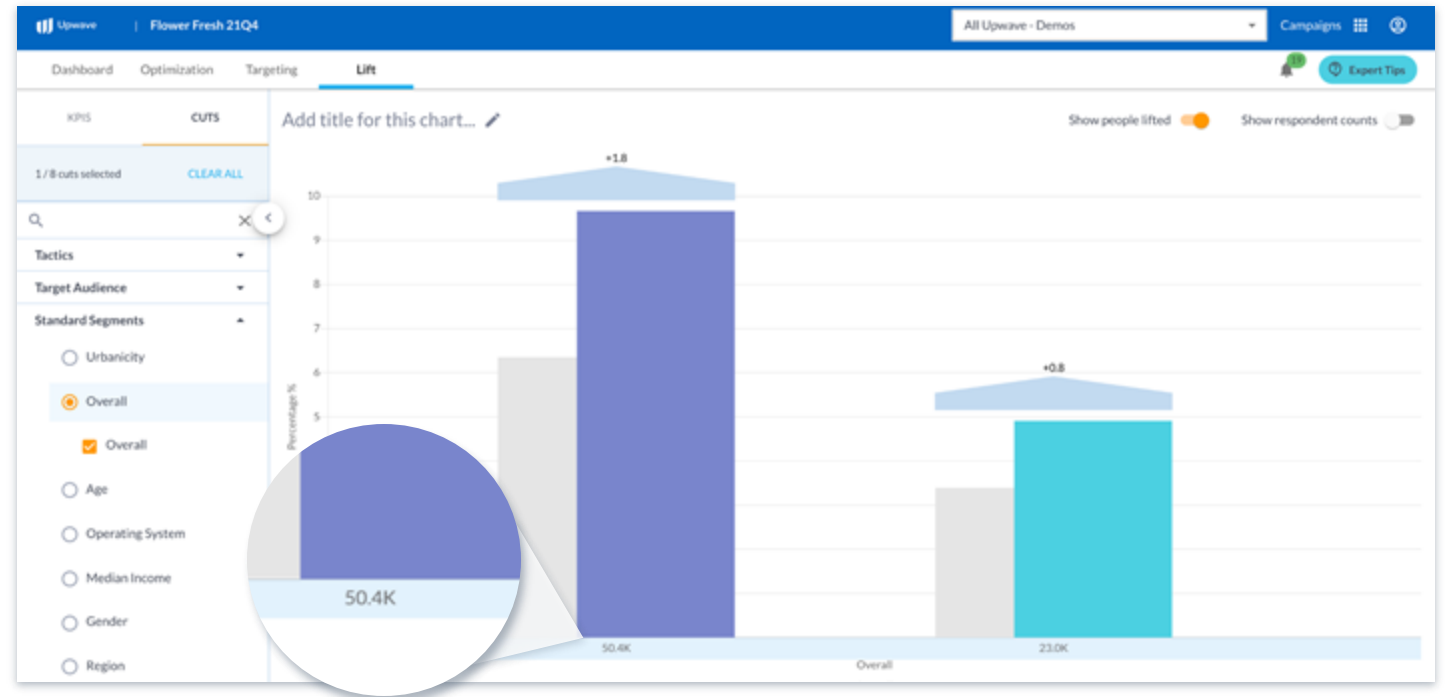 Upwave | Flower Fresh 21Q4
All Upwave - Demos
Campaigns
Dashboard Optimization Targeting Lift
19
Expert Tips
KPIS CUTS
Add title for this chart...
Show people lifted
Show respondent counts
1 / 8 cuts selected CLEAR ALL
Tactics
Target Audience
Standard Segments
Urbanicity
Overall
Overall
Age
Operating System
Median Income
Gender
Region
+1.8
10
9
8
7
6
5
Percentage %
+0.8
50.4K
50.4K
23.0K
Overall